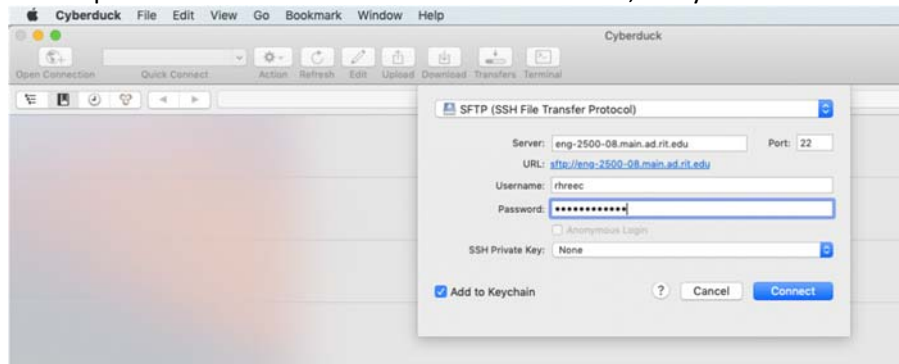 Cyberduck File Edit View Go Bookmark Window Help
Cyberduck
Open Connection Quick Connect Action Refresh Edit Upload Download Transfers Terminal
SFTP (SSH File Transfer Protocol)
Server: eng-2500-08.main.ad.rit.edu Port: 22
URL: sftp://eng-2500-08.main.ad.rit.edu
Username: rhreec
Password: ••••••••••••
Anonymous Login
SSH Private Key: None
Add to Keychain ? Cancel Connect